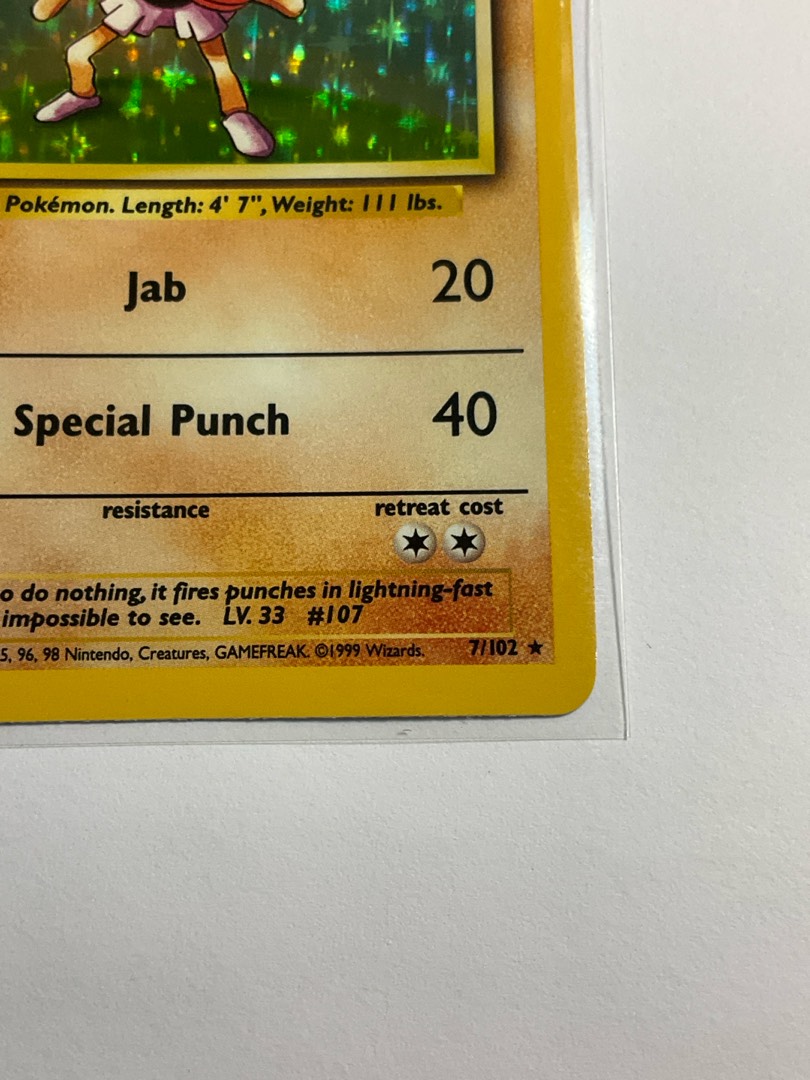 Pokémon. Length: 4' 7", Weight: 111 lbs.
Jab 20
Special Punch 40
resistance retreat cost
o do nothing, it fires punches in lightning-fast
impossible to see. LV. 33 #107
5, 96, 98 Nintendo, Creatures, GAMEFREAK. ©1999 Wizards. 7/102 ★